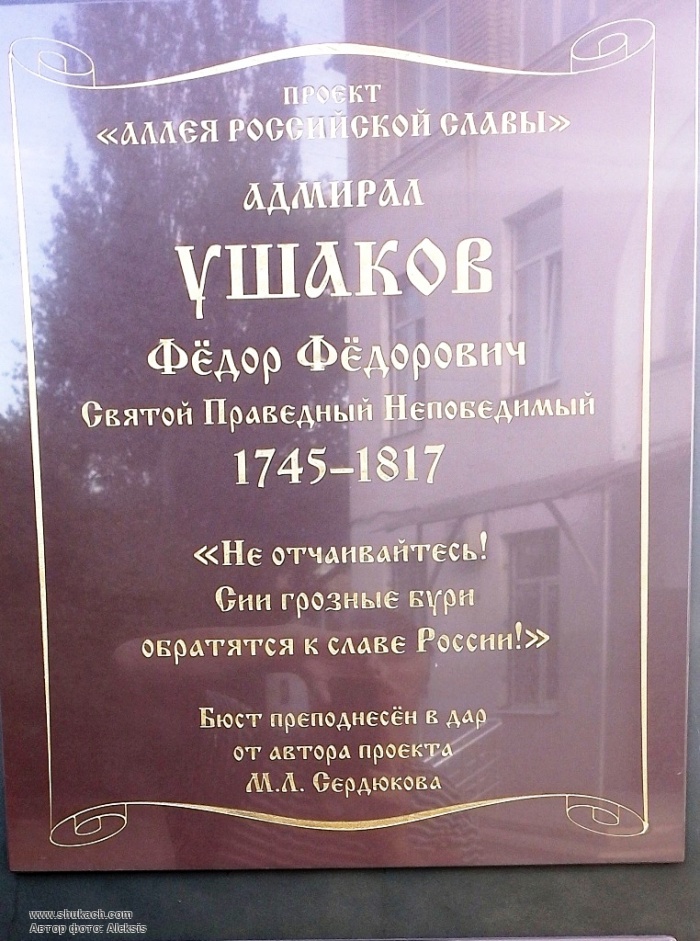 ПРОЕКТ
«АЛЛЕЯ РОССИЙСКОЙ СЛАВЫ»
АДМИРАЛ
УШАКОВ
Фёдор Фёдорович
Святой Праведный Непобедимый
1745–1817
«Не отчаивайтесь!
Сии грозные бури
обратятся к славе России!»
Бюст преподнесён в дар
от автора проекта
М.Л. Сердюкова
www.shukach.com
Автор фото: Aleksis